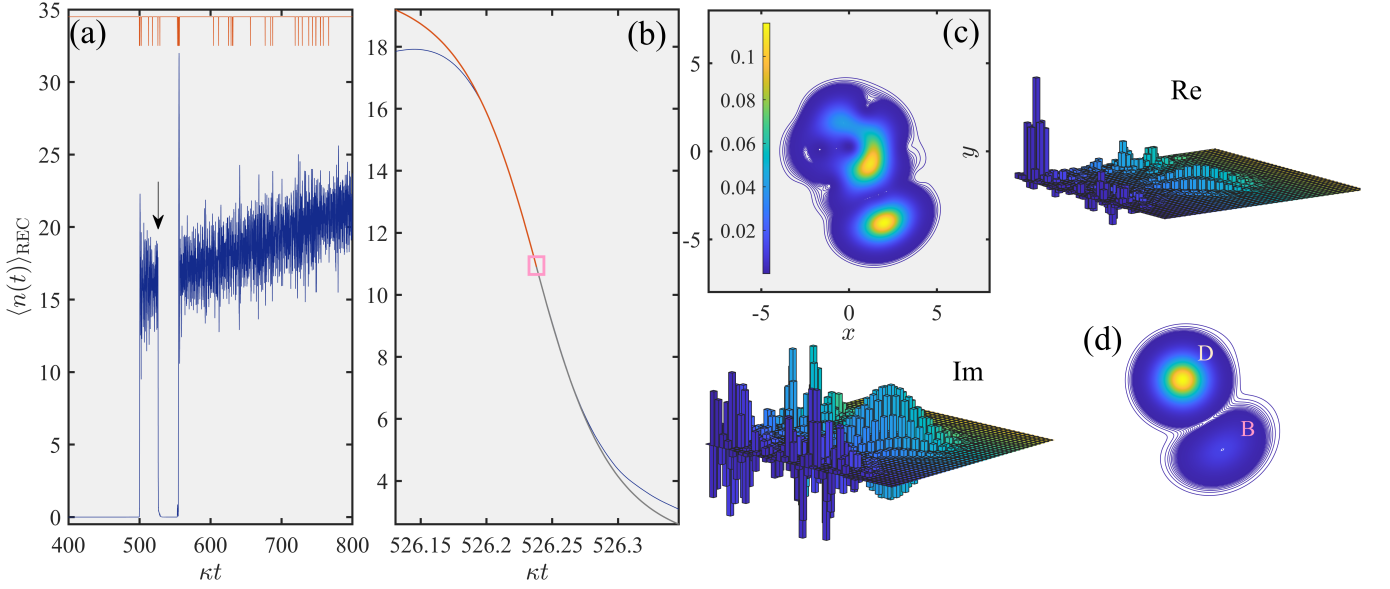 (a)
35
30
25
20
15
10
5
0
⟨n(t)⟩REC
400 500 600 700 800
κt
(b)
18
16
14
12
10
8
6
4
526.15 526.2 526.25 526.3
κt
(c)
0.1
0.08
0.06
0.04
0.02
5
0
-5
y
-5 0 5
x
Re
Im
(d)
D
B